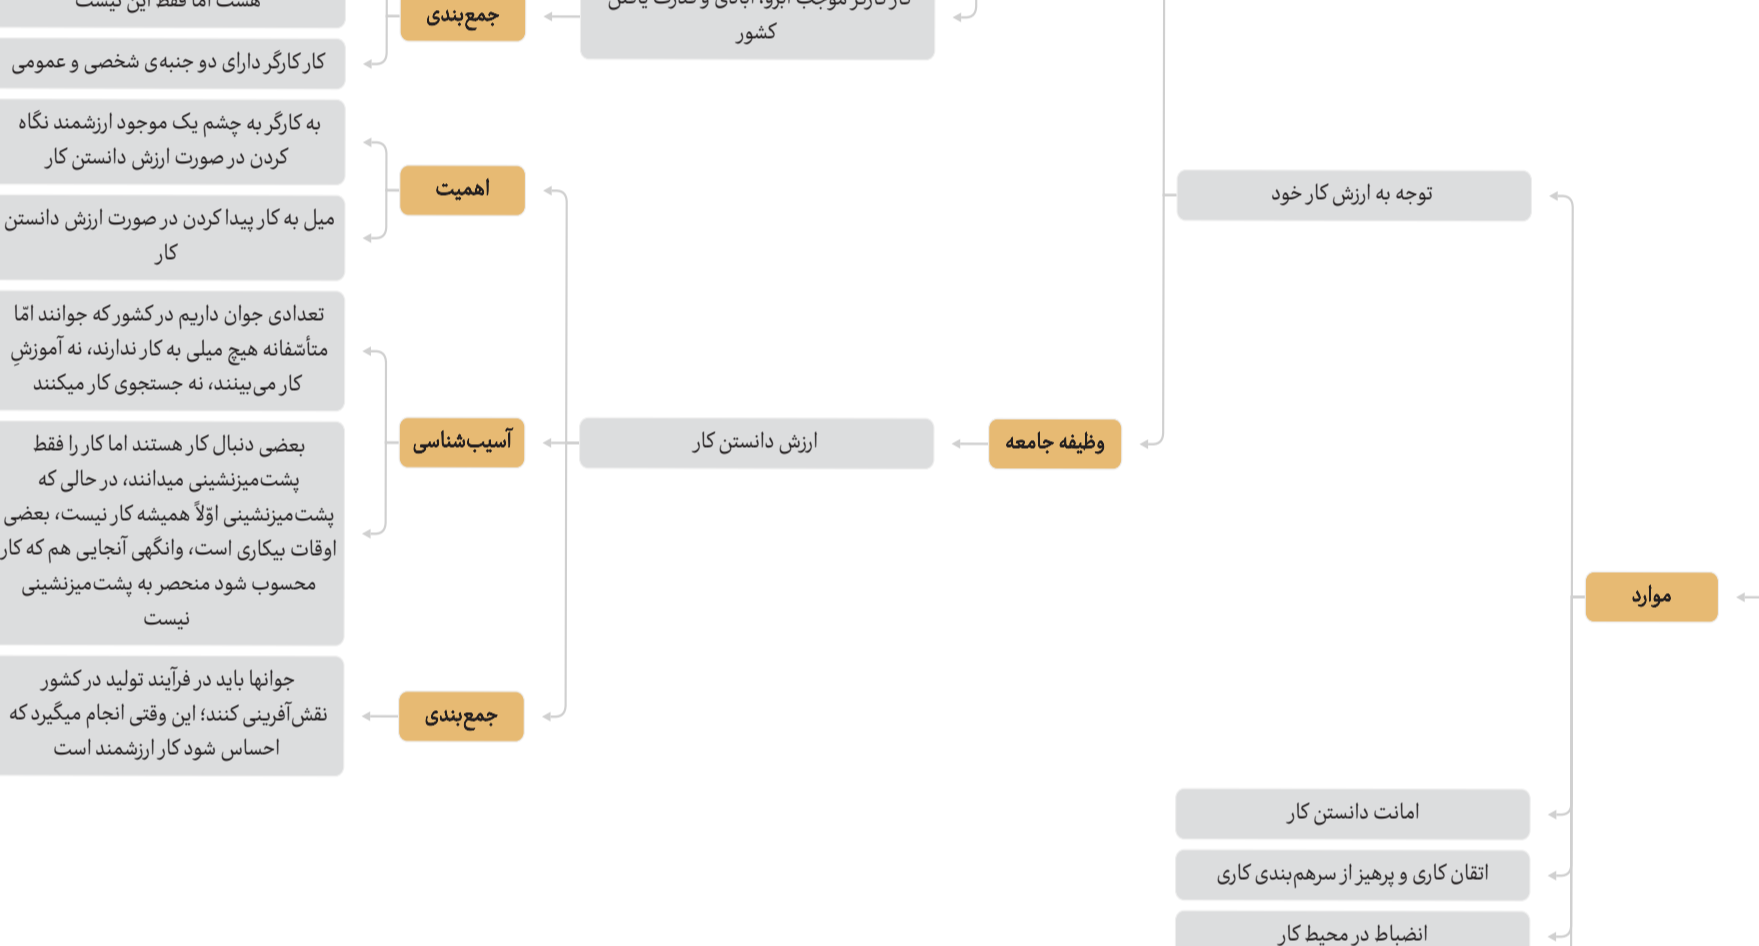 موارد
توجه به ارزش کار خود
کشور
جمع‌بندی
هست اما فقط این نیست
کار کارگر دارای دو جنبه‌ی شخصی و عمومی
وظیفه جامعه
ارزش دانستن کار
اهمیت
به کارگر به چشم یک موجود ارزشمند نگاه
کردن در صورت ارزش دانستن کار
میل به کار پیدا کردن در صورت ارزش دانستن
کار
آسیب‌شناسی
تعدادی جوان داریم در کشور که جوانند امّا
متأسّفانه هیچ میلی به کار ندارند، نه آموزشِ
کار می‌بینند، نه جستجوی کار میکنند
بعضی دنبال کار هستند اما کار را فقط
پشت‌میزنشینی میدانند، در حالی که
پشت‌میزنشینی اوّلاً همیشه کار نیست، بعضی
اوقات بیکاری است، وانگهی آنجایی هم که کار
محسوب شود منحصر به پشت‌میزنشینی
نیست
جمع‌بندی
جوانها باید در فرآیند تولید در کشور
نقش‌آفرینی کنند؛ این وقتی انجام میگیرد که
احساس شود کار ارزشمند است
امانت دانستن کار
اتقان کاری و پرهیز از سرهم‌بندی کاری
انضباط در محیط کار